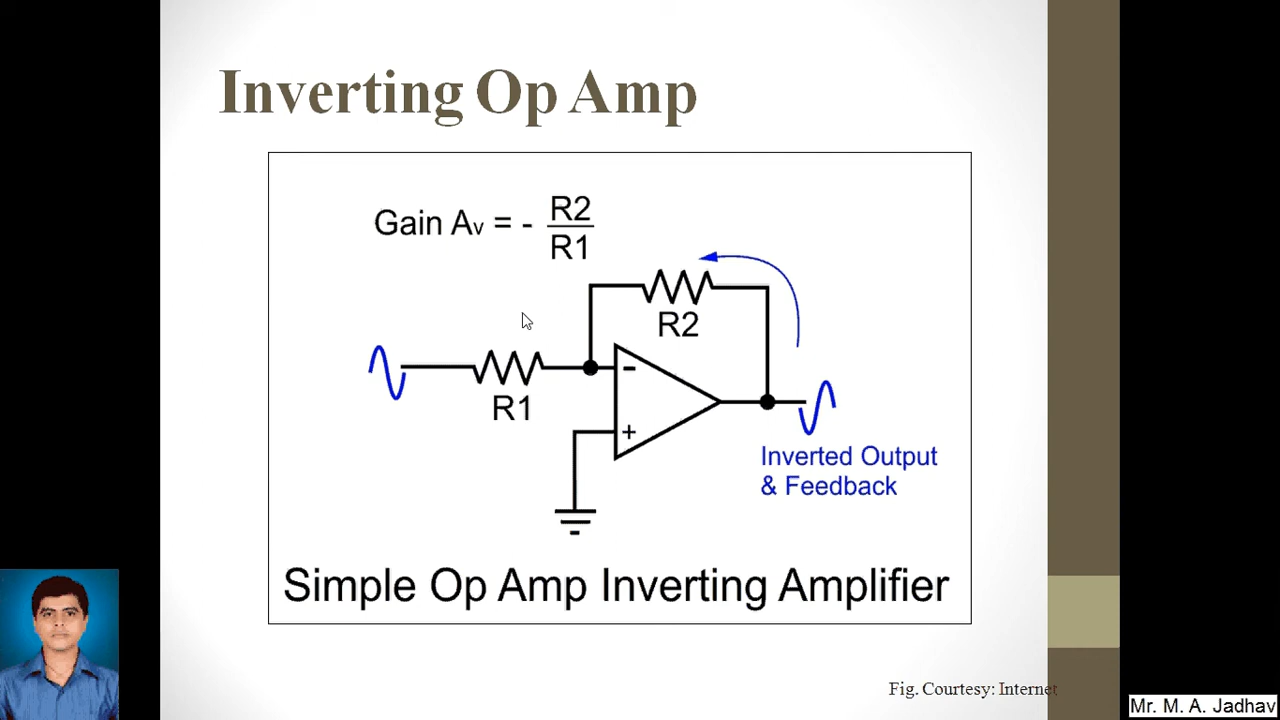 Inverting Op Amp
Gain Av = - R2
R1
R2
R1
-
+
Inverted Output
& Feedback
Simple Op Amp Inverting Amplifier
Fig. Courtesy: Internet
Mr. M. A. Jadhav